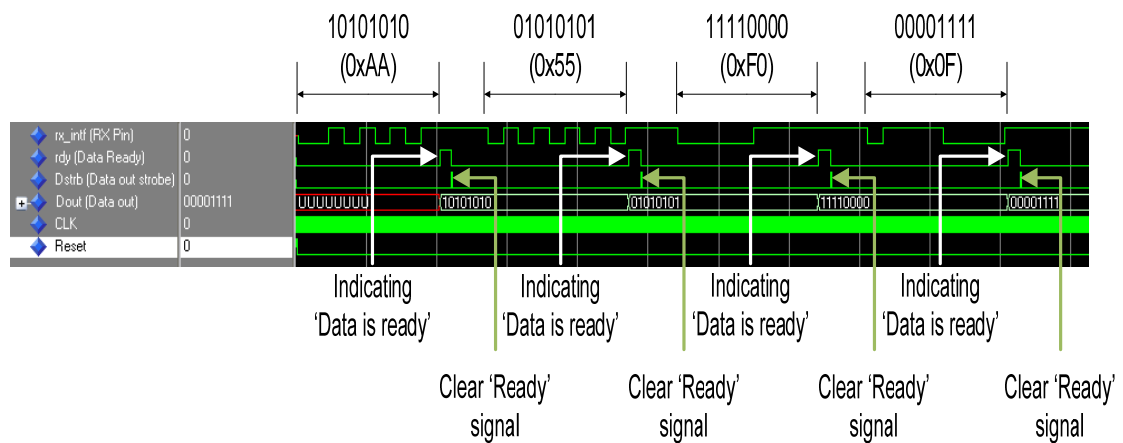 10101010 01010101 11110000 00001111
(0xAA) (0x55) (0xF0) (0x0F)
rx_intf (RX Pin) 0
rdy (Data Ready) 0
Dstrb (Data out strobe) 0
Dout (Data out) 00001111 UUUUUUUU 10101010 01010101 11110000 00001111
CLK 0
Reset 0
Indicating Indicating Indicating Indicating
'Data is ready' 'Data is ready' 'Data is ready' 'Data is ready'
Clear 'Ready' Clear 'Ready' Clear 'Ready' Clear 'Ready'
signal signal signal signal